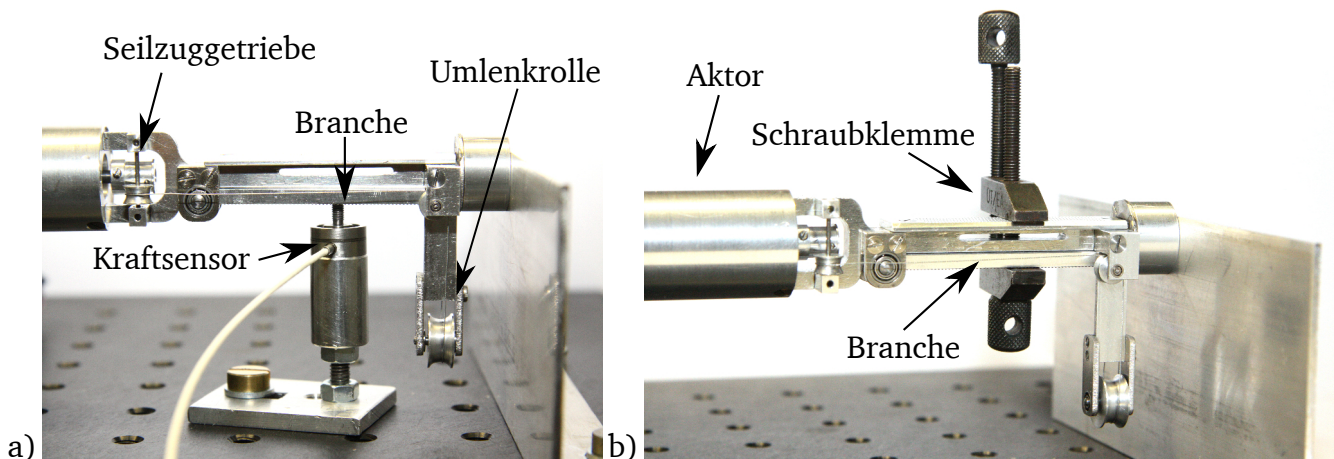 Seilzuggetriebe
Umlenkrolle
Branche
Kraftsensor
a)
Aktor
Schraubklemme
Branche
b)